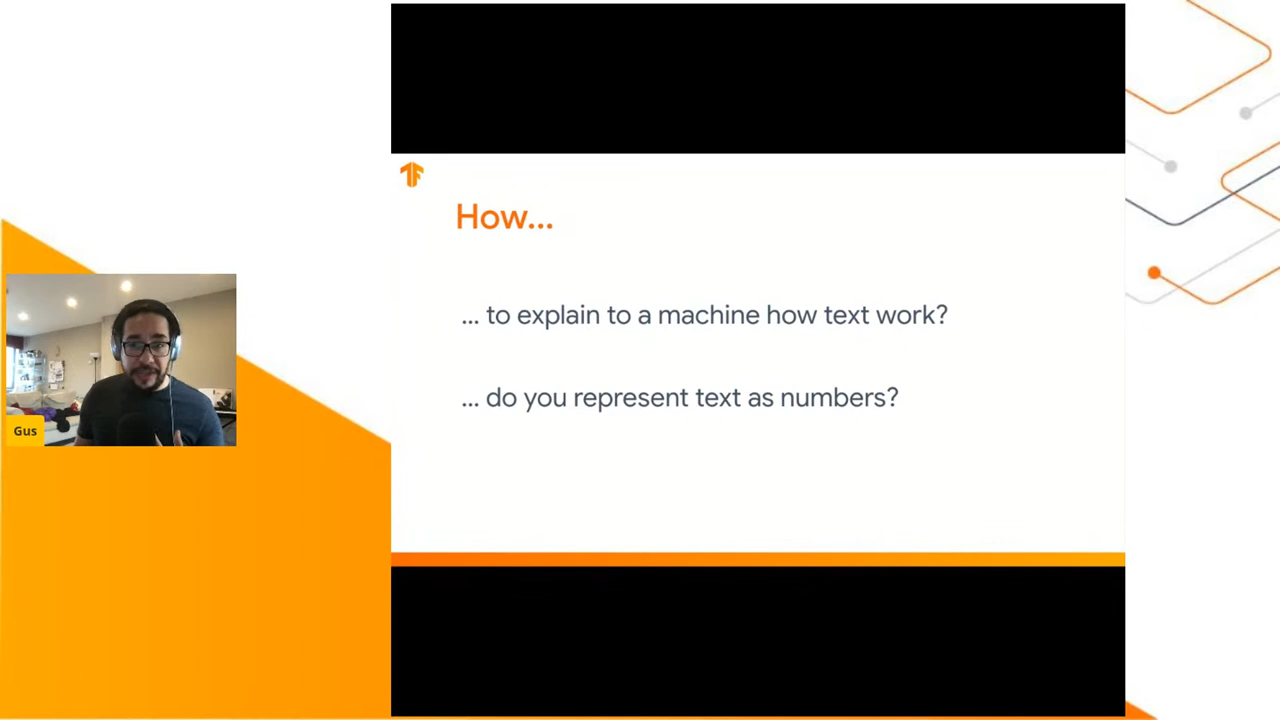 How...
... to explain to a machine how text work?
... do you represent text as numbers?
Gus